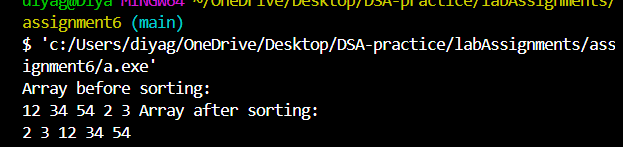 diyag@Diya MINGW64 ~/OneDrive/Desktop/DSA-practice/labAssignments/
assignment6 (main)
$ 'c:/Users/diyag/OneDrive/Desktop/DSA-practice/labAssignments/ass
ignment6/a.exe'
Array before sorting:
12 34 54 2 3 Array after sorting:
2 3 12 34 54